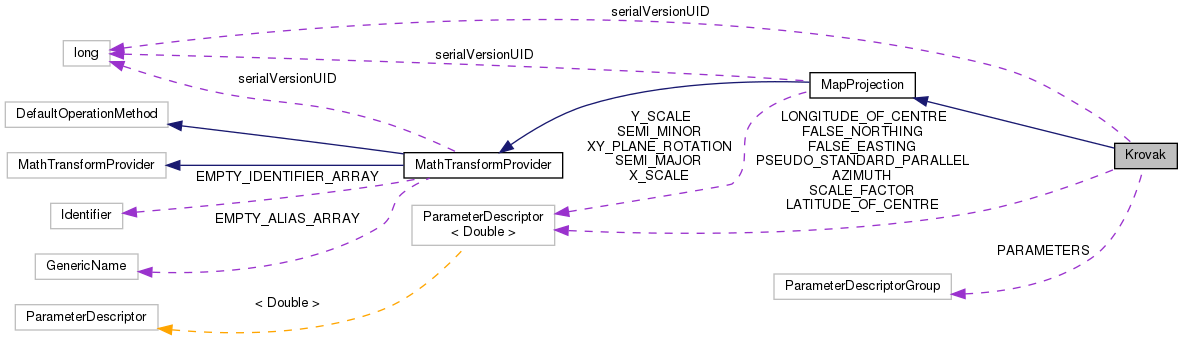 serialVersionUID
long
serialVersionUID
serialVersionUID
MapProjection
DefaultOperationMethod
Y_SCALE
SEMI_MINOR
XY_PLANE_ROTATION
SEMI_MAJOR
X_SCALE
LONGITUDE_OF_CENTRE
FALSE_NORTHING
FALSE_EASTING
PSEUDO_STANDARD_PARALLEL
AZIMUTH
SCALE_FACTOR
LATITUDE_OF_CENTRE
Krovak
MathTransformProvider
MathTransformProvider
EMPTY_IDENTIFIER_ARRAY
Identifier
EMPTY_ALIAS_ARRAY
ParameterDescriptor
< Double >
GenericName
PARAMETERS
ParameterDescriptorGroup
< Double >
ParameterDescriptor